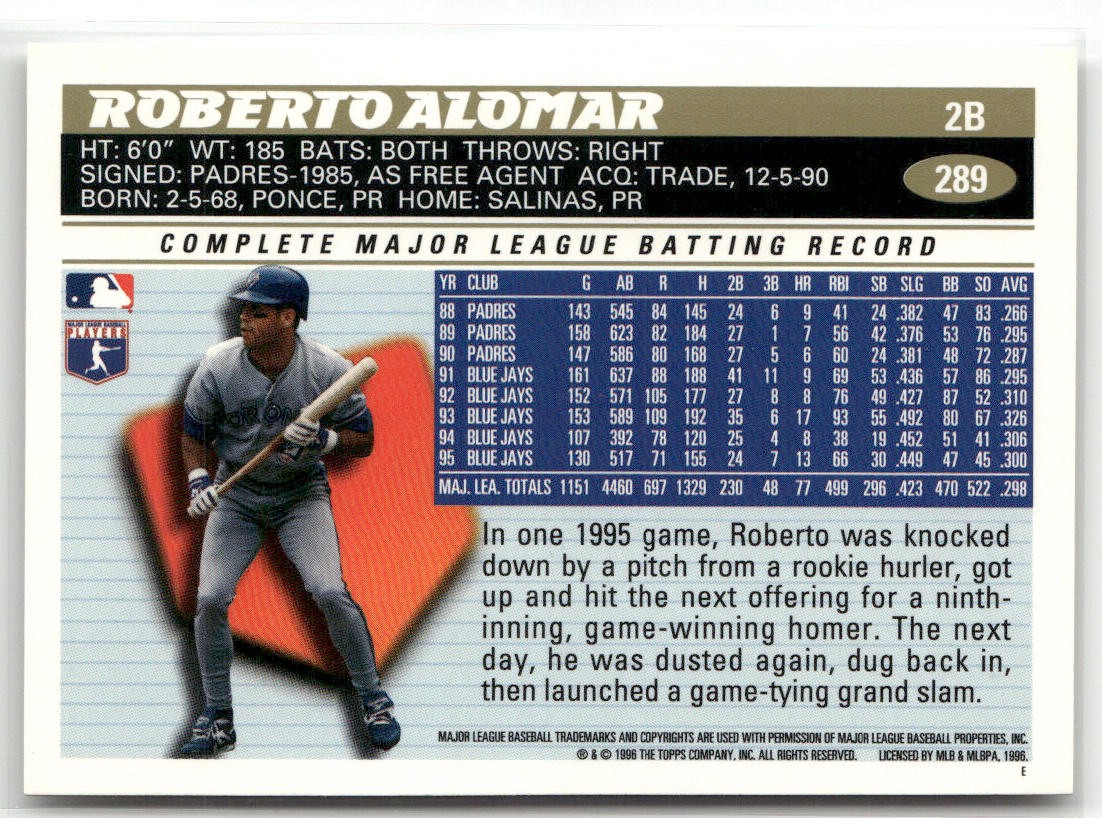 ROBERTO ALOMAR 2B
HT: 6'0" WT: 185 BATS: BOTH THROWS: RIGHT
SIGNED: PADRES-1985, AS FREE AGENT ACQ: TRADE, 12-5-90
289
BORN: 2-5-68, PONCE, PR HOME: SALINAS, PR
COMPLETE MAJOR LEAGUE BATTING RECORD
MAJOR LEAGUE BASEBALL
PLAYERS
TORONTO
YR CLUB G AB R H 2B 3B HR RBI SB SLG BB SO AVG
88 PADRES 143 545 84 145 24 6 9 41 24 .382 47 83 .266
89 PADRES 158 623 82 184 27 1 7 56 42 .376 53 76 .295
90 PADRES 147 586 80 168 27 5 6 60 24 .381 48 72 .287
91 BLUE JAYS 161 637 88 188 41 11 9 69 53 .436 57 86 .295
92 BLUE JAYS 152 571 105 177 27 8 8 76 49 .427 87 52 .310
93 BLUE JAYS 153 589 109 192 35 6 17 93 55 .492 80 67 .326
94 BLUE JAYS 107 392 78 120 25 4 8 38 19 .452 51 41 .306
95 BLUE JAYS 130 517 71 155 24 7 13 66 30 .449 47 45 .300
MAJ. LEA. TOTALS 1151 4460 697 1329 230 48 77 499 296 .423 470 522 .298
In one 1995 game, Roberto was knocked
down by a pitch from a rookie hurler, got
up and hit the next offering for a ninth-
inning, game-winning homer. The next
day, he was dusted again, dug back in,
then launched a game-tying grand slam.
MAJOR LEAGUE BASEBALL TRADEMARKS AND COPYRIGHTS ARE USED WITH PERMISSION OF MAJOR LEAGUE BASEBALL PROPERTIES, INC.
® & © 1996 THE TOPPS COMPANY, INC. ALL RIGHTS RESERVED. LICENSED BY MLB & MLBPA, 1996.
E